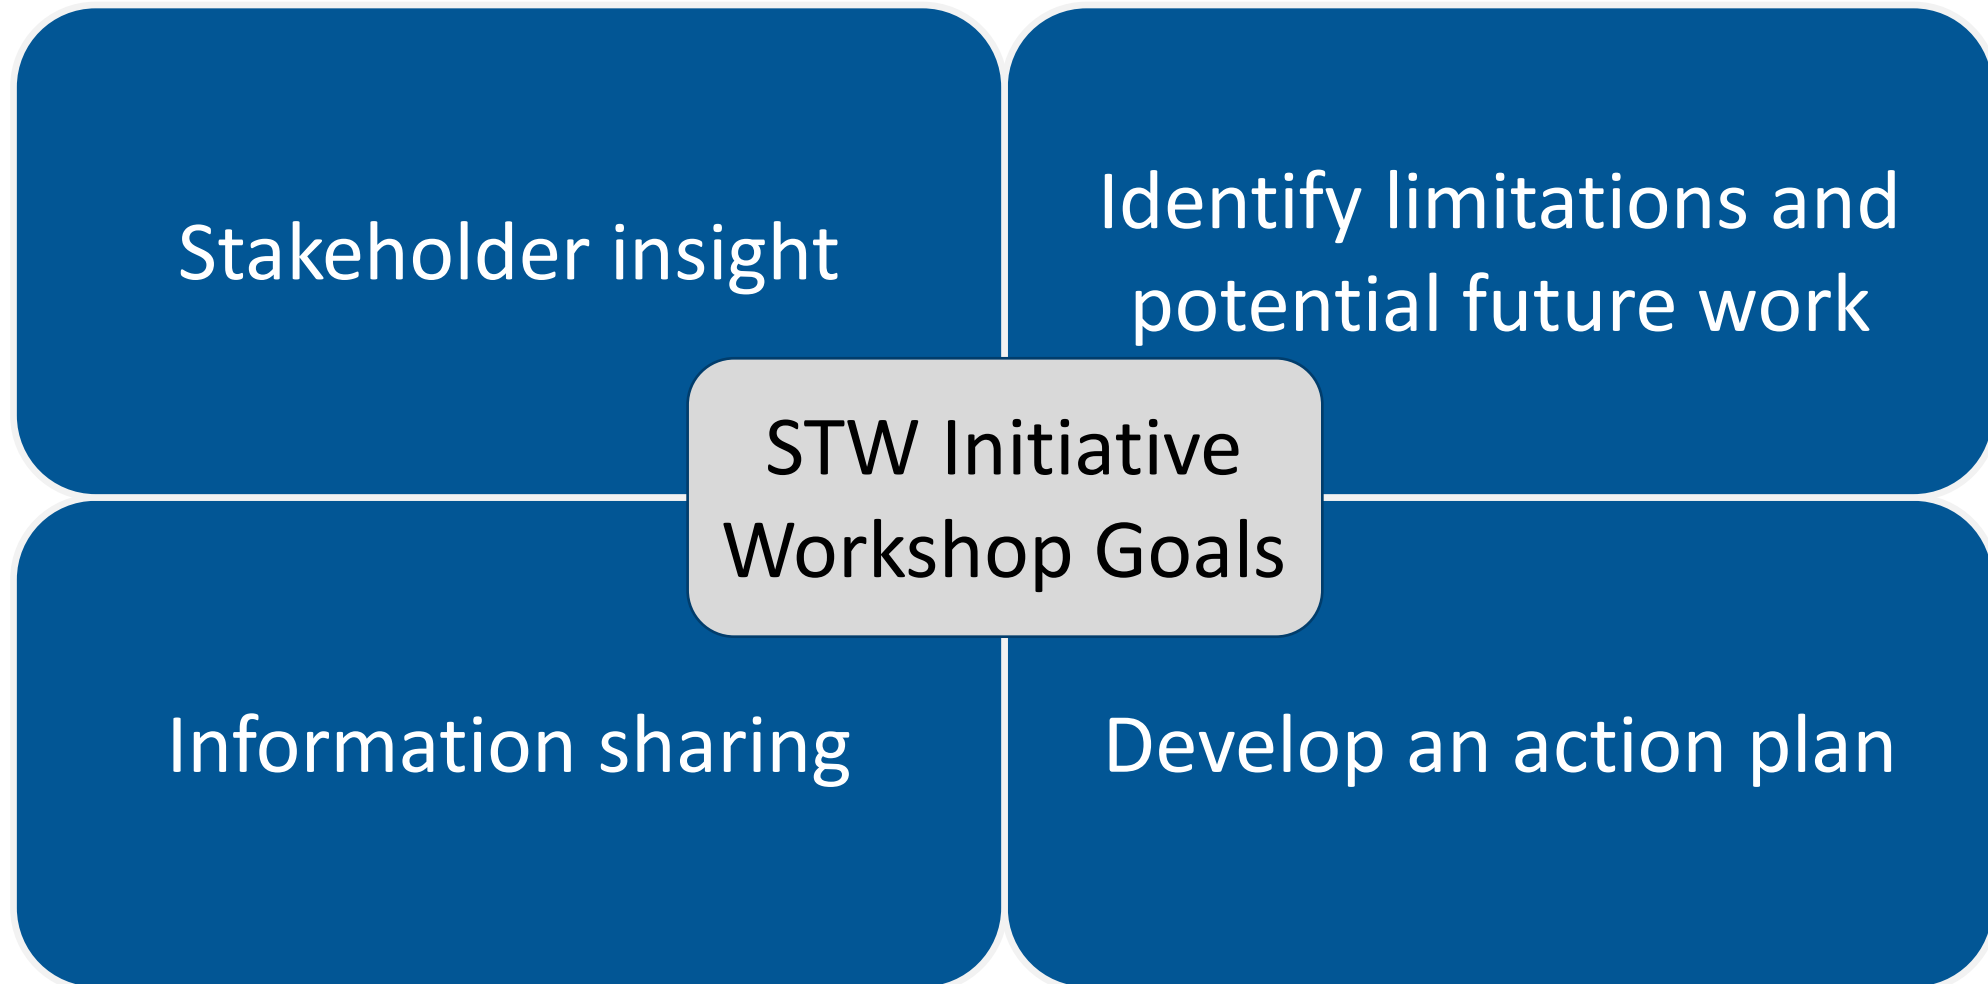 Stakeholder insight
Identify limitations and
potential future work
STW Initiative
Workshop Goals
Information sharing
Develop an action plan